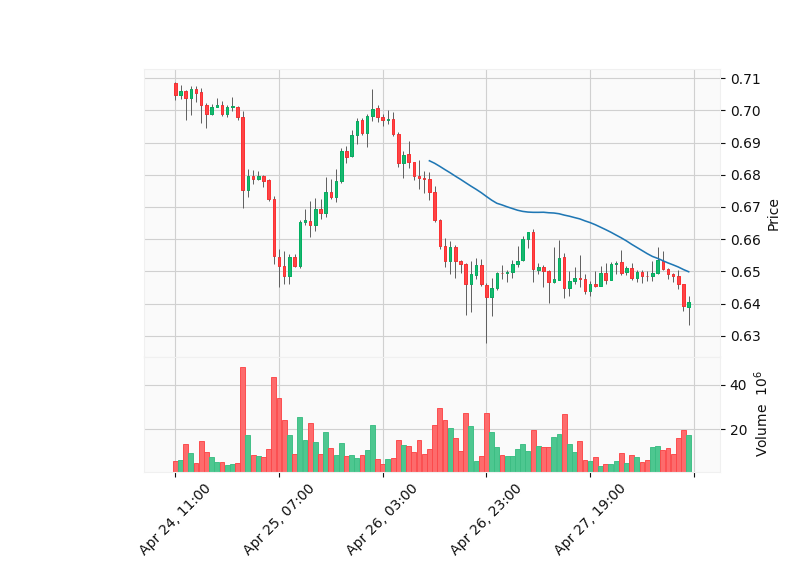 0.71
0.70
0.69
0.68
0.67
0.66
0.65
0.64
0.63
Price
40
20
Volume 10^6
Apr 24, 11:00
Apr 25, 07:00
Apr 26, 03:00
Apr 26, 23:00
Apr 27, 19:00